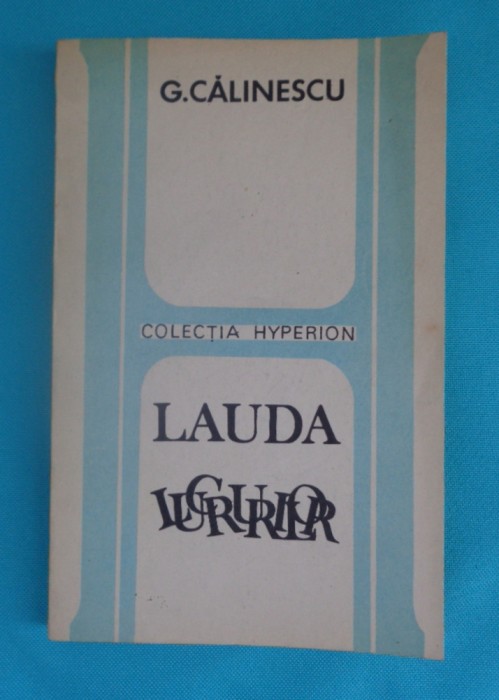 G.CĂLINESCU
COLECȚIA HYPERION
LAUDA
LUCRURILOR